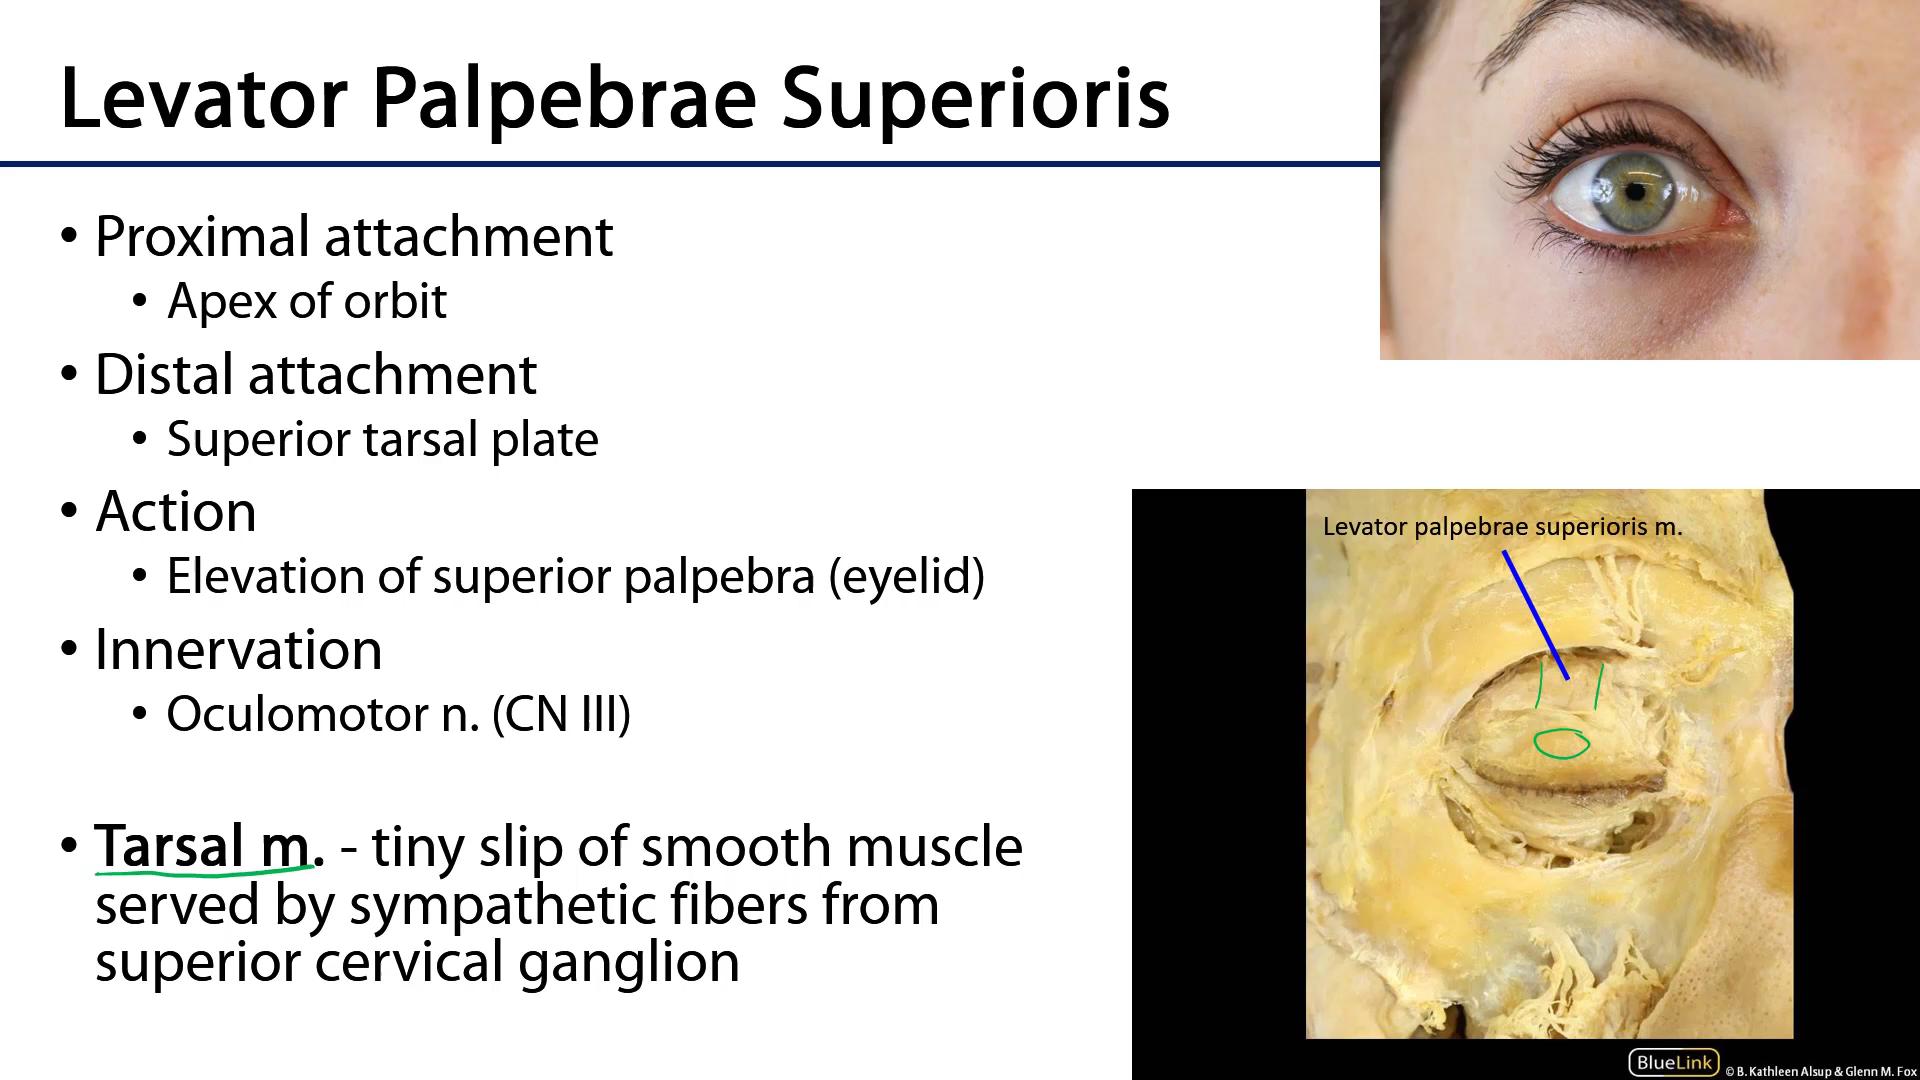 Levator Palpebrae Superioris
• Proximal attachment
• Apex of orbit
• Distal attachment
• Superior tarsal plate
• Action
• Elevation of superior palpebra (eyelid)
• Innervation
• Oculomotor n. (CN III)
• Tarsal m. - tiny slip of smooth muscle
served by sympathetic fibers from
superior cervical ganglion
Levator palpebrae superioris m.
BlueLink © B. Kathleen Alsup & Glenn M. Fox